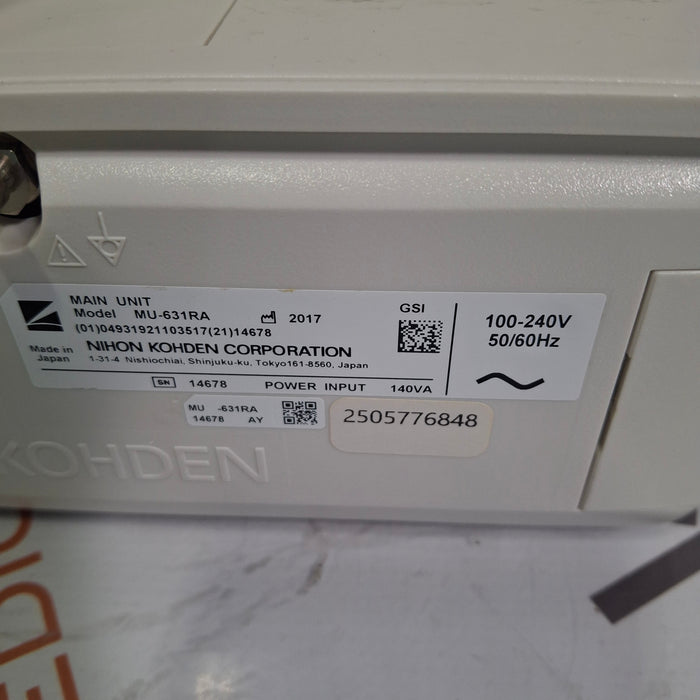 MAIN UNIT
Model MU-631RA 2017
(01)04931921103517(21)14678
Made in Japan
NIHON KOHDEN CORPORATION
1-31-4 Nishiochiai, Shinjuku-ku, Tokyo161-8560, Japan
SN 14678 POWER INPUT 140VA
GSI
100-240V
50/60Hz
MU -631RA
14678 AY
2505776848
KOHDEN
EDIC